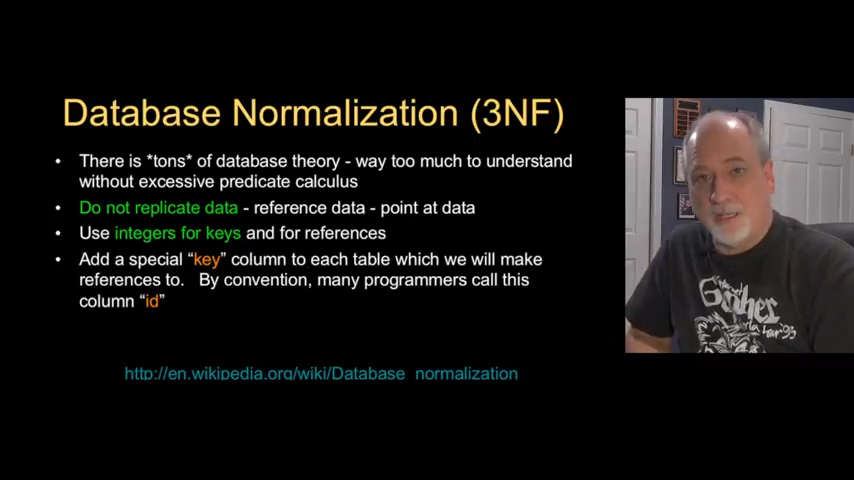 Database Normalization (3NF)
• There is *tons* of database theory - way too much to understand
without excessive predicate calculus
• Do not replicate data - reference data - point at data
• Use integers for keys and for references
• Add a special “key” column to each table which we will make
references to. By convention, many programmers call this
column “id”
http://en.wikipedia.org/wiki/Database_normalization